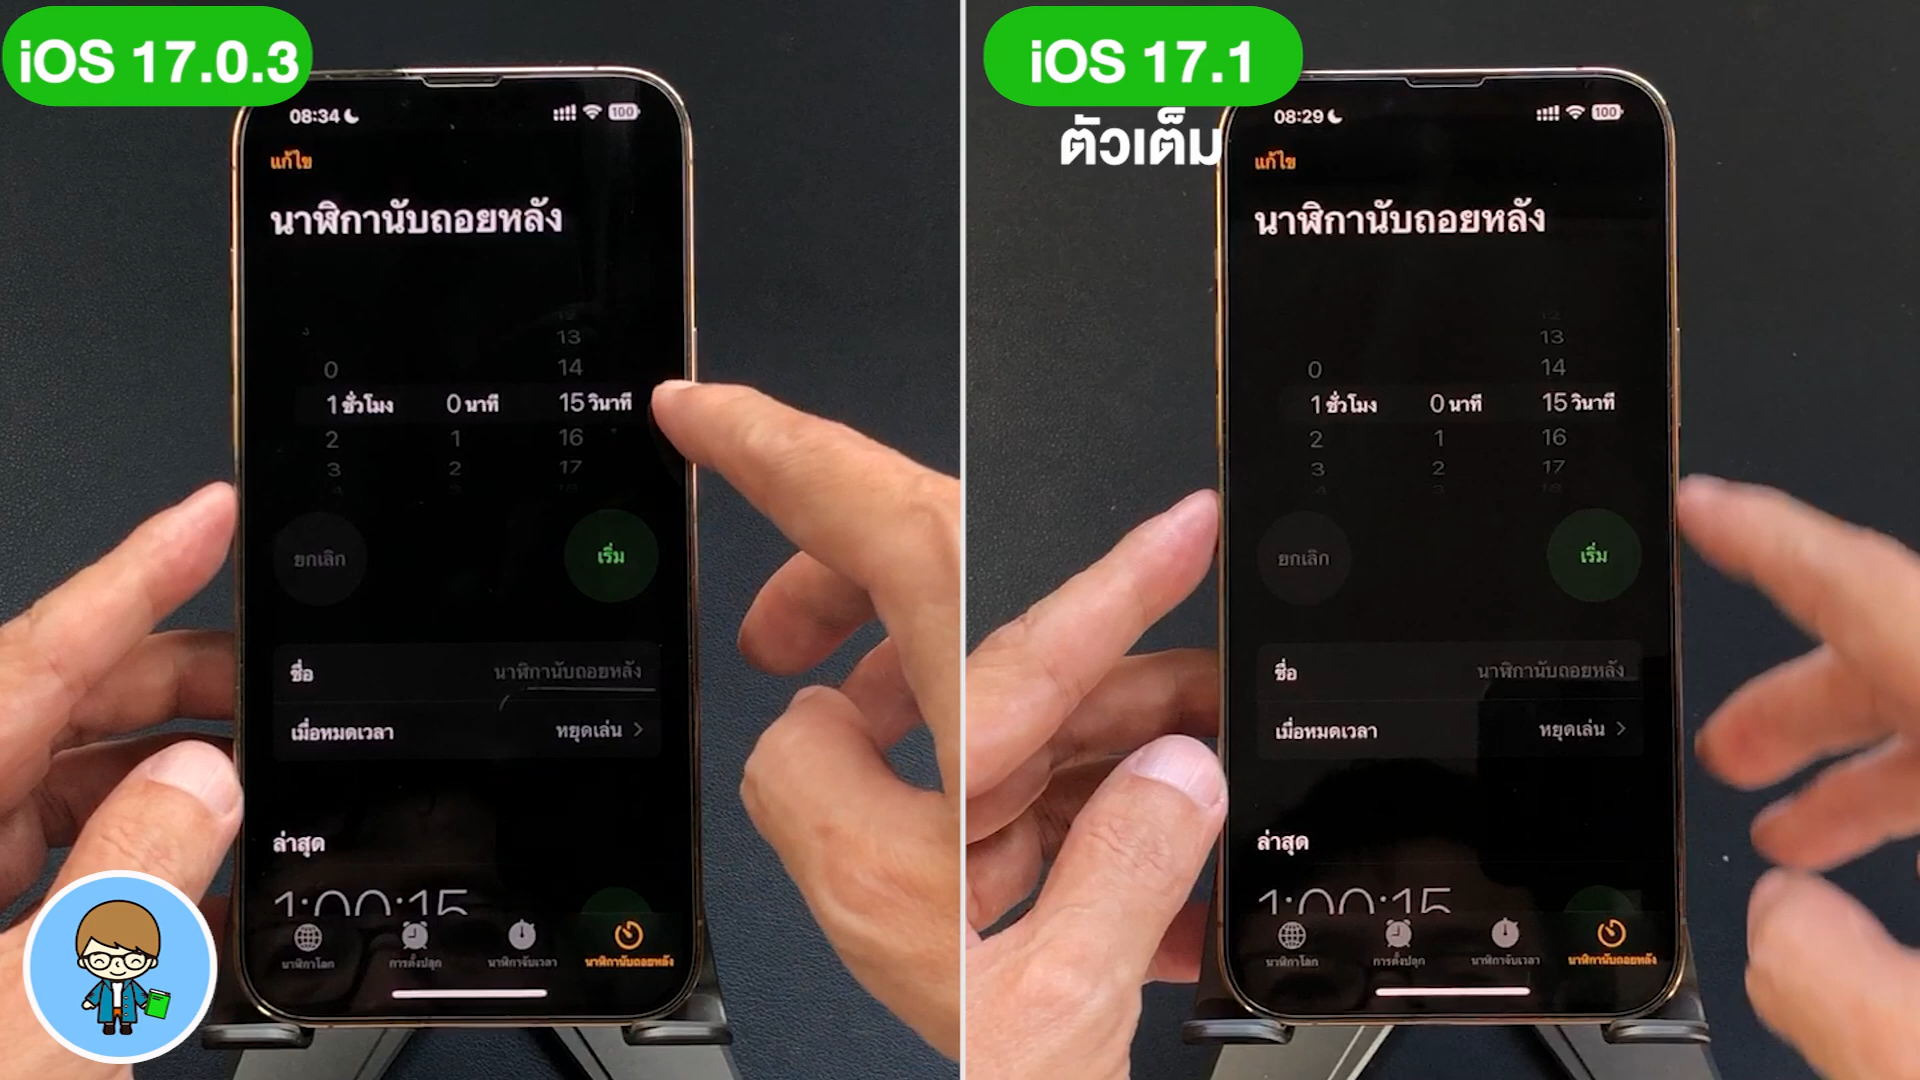 iOS 17.0.3
08:34
100
แก้ไข
นาฬิกานับถอยหลัง
12
13
0
14
1 ชั่วโมง 0 นาที 15 วินาที
2 1 16
3 2 17
4 3 18
ยกเลิก เริ่ม
ชื่อ นาฬิกานับถอยหลัง
เมื่อหมดเวลา หยุดเล่น
ล่าสุด
1:00:15
นาฬิกาโลก การตั้งปลุก นาฬิกาจับเวลา นาฬิกานับถอยหลัง
iOS 17.1
ตัวเต็ม
08:29
100
แก้ไข
นาฬิกานับถอยหลัง
12
13
0 14
1 ชั่วโมง 0 นาที 15 วินาที
2 1 16
3 2 17
4 3 18
ยกเลิก เริ่ม
ชื่อ นาฬิกานับถอยหลัง
เมื่อหมดเวลา หยุดเล่น
ล่าสุด
1:00:15
นาฬิกาโลก การตั้งปลุก นาฬิกาจับเวลา นาฬิกานับถอยหลัง